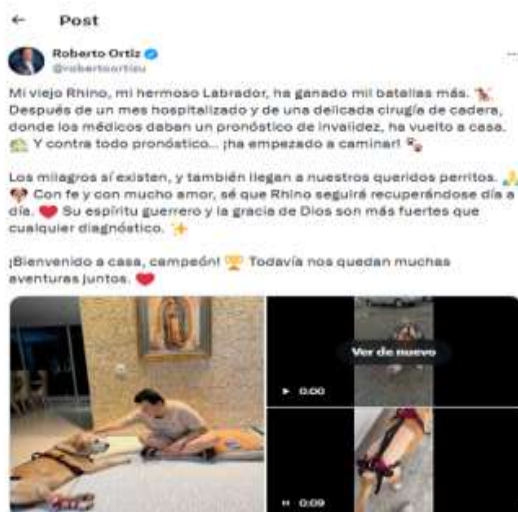 Post
Roberto Ortiz
@robertoortizu
Mi viejo Rhino, mi hermoso Labrador, ha ganado mil batallas más. 🐕
Después de un mes hospitalizado y de una delicada cirugía de cadera,
donde los médicos daban un pronóstico de invalidez, ha vuelto a casa.
🏡 Y contra todo pronóstico... ¡ha empezado a caminar! 🐾
Los milagros sí existen, y también llegan a nuestros queridos perritos. 🙏
🐶 Con fe y con mucho amor, sé que Rhino seguirá recuperándose día a
día. ❤️ Su espíritu guerrero y la gracia de Dios son más fuertes que
cualquier diagnóstico. ✨
¡Bienvenido a casa, campeón! 🏆 Todavía nos quedan muchas
aventuras juntos. ❤️
Ver de nuevo
0:00
0:09